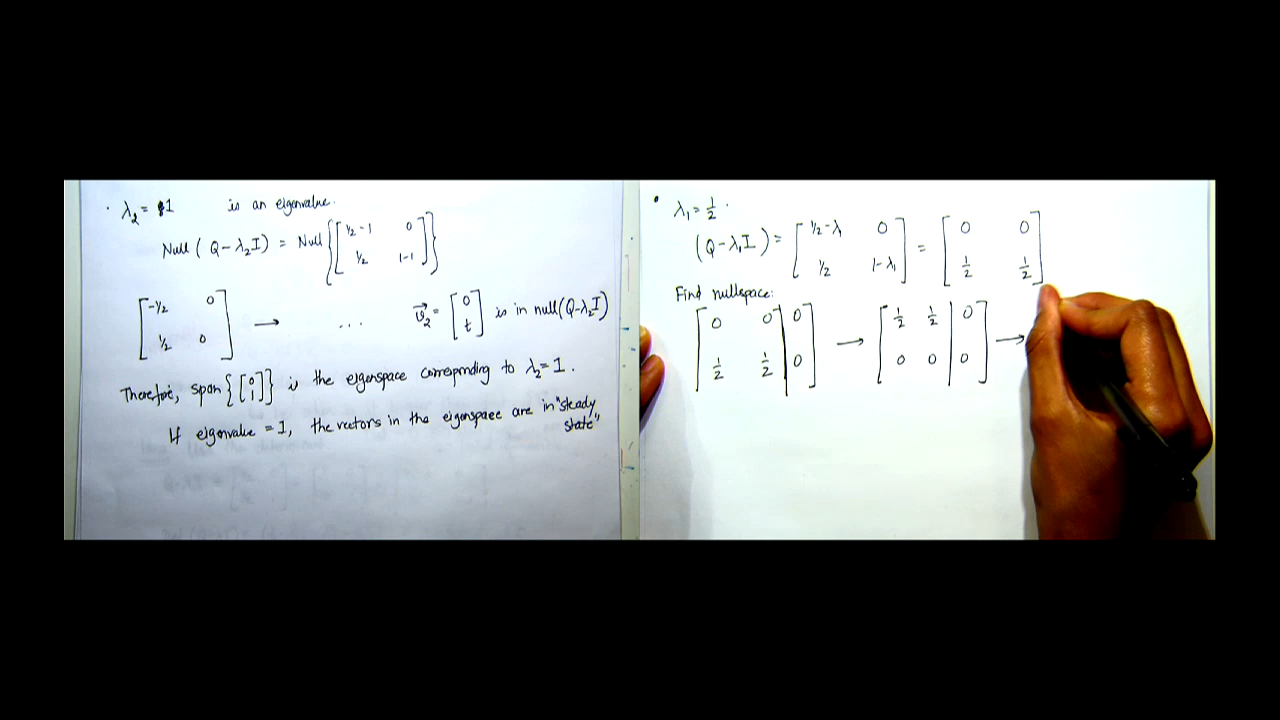 · λ₂ = 1 is an eigenvalue.
Null (Q-λ₂I) = Null {[½-1 0
½ 1-1]}
[-½ 0
½ 0] → ... v⃗₂ = [0
t] is in null(Q-λ₂I)
Therefore, span {[0
1]} is the eigenspace corresponding to λ₂=1.
If eigenvalue = 1, the vectors in the eigenspace are in "steady
state"
• λ₁ = ½.
(Q-λ₁I) = [½-λ 0
½ 1-λ₁] = [0 0
½ ½]
Find nullspace:
[0 0 | 0
½ ½ | 0] → [½ ½ | 0
0 0 | 0] →